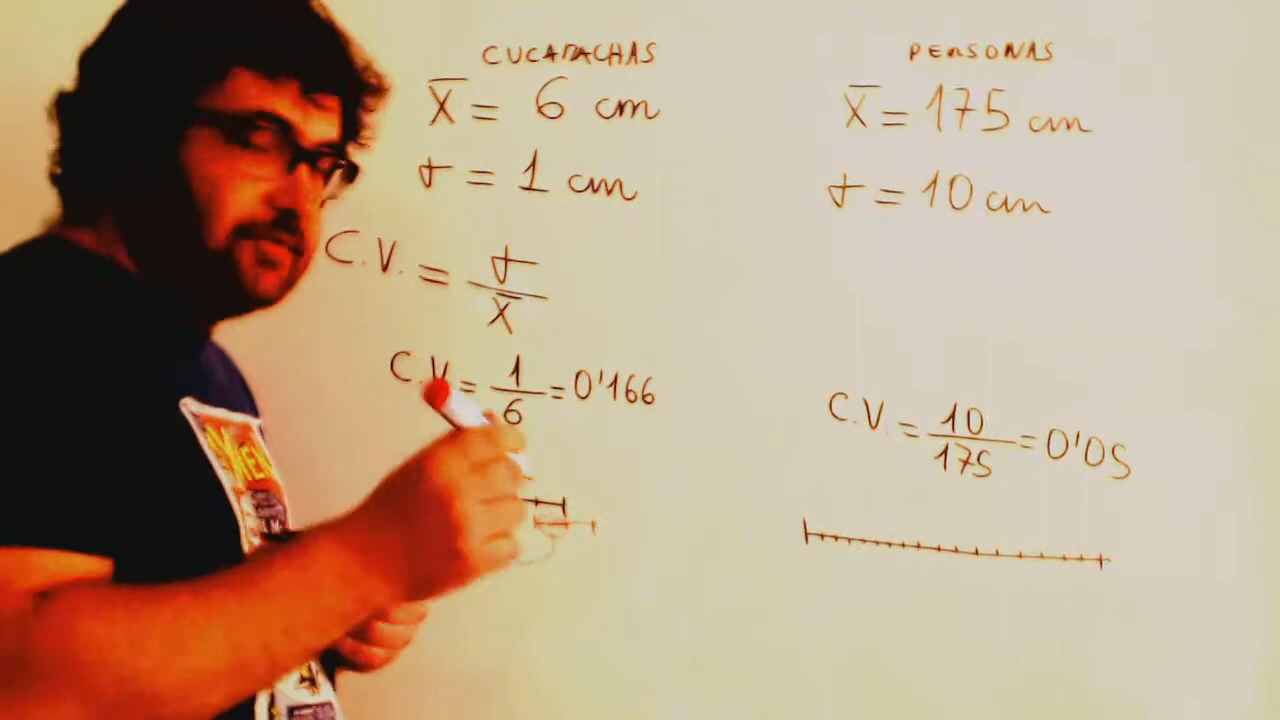 CUCARACHAS
X̅ = 6 cm
σ = 1 cm
C.V. = σ / X̅
C.V. = 1/6 = 0'166
PERSONAS
X̅ = 175 cm
σ = 10 cm
C.V. = 10/175 = 0'05